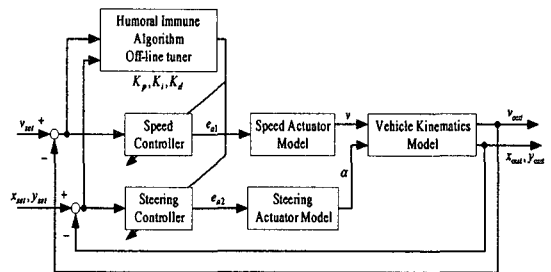 Humoral Immune
Algorithm
Off-line tuner
K_p, K_i, K_d
v_set + v v_out
Speed
Controller
e_a1
Speed Actuator
Model
Vehicle Kinematics
Model
−
x_out, y_out
α
x_set, y_set +
Steering
Controller
e_a2
Steering
Actuator Model
−